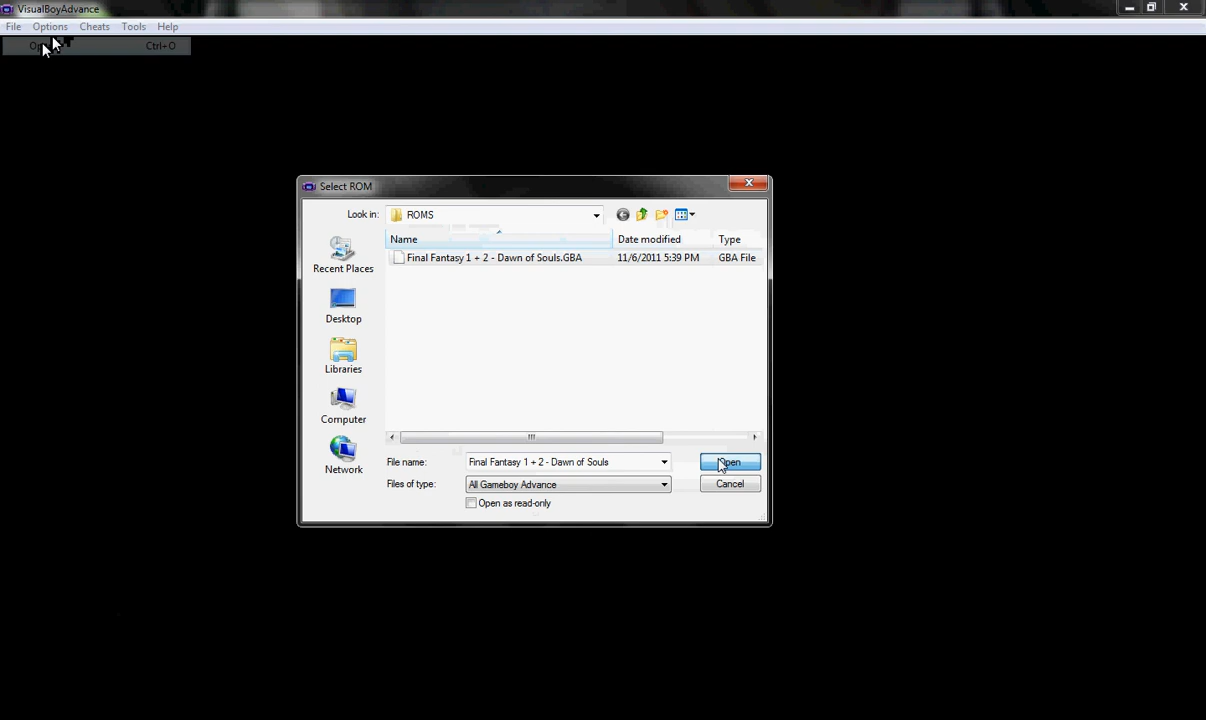 VisualBoyAdvance
File Options Cheats Tools Help
Ctrl+O
Select ROM
Look in: ROMS
Name Date modified Type
Final Fantasy 1 + 2 - Dawn of Souls.GBA 11/6/2011 5:39 PM GBA File
Recent Places
Desktop
Libraries
Computer
Network
File name: Final Fantasy 1 + 2 - Dawn of Souls Open
Files of type: All Gameboy Advance Cancel
Open as read-only